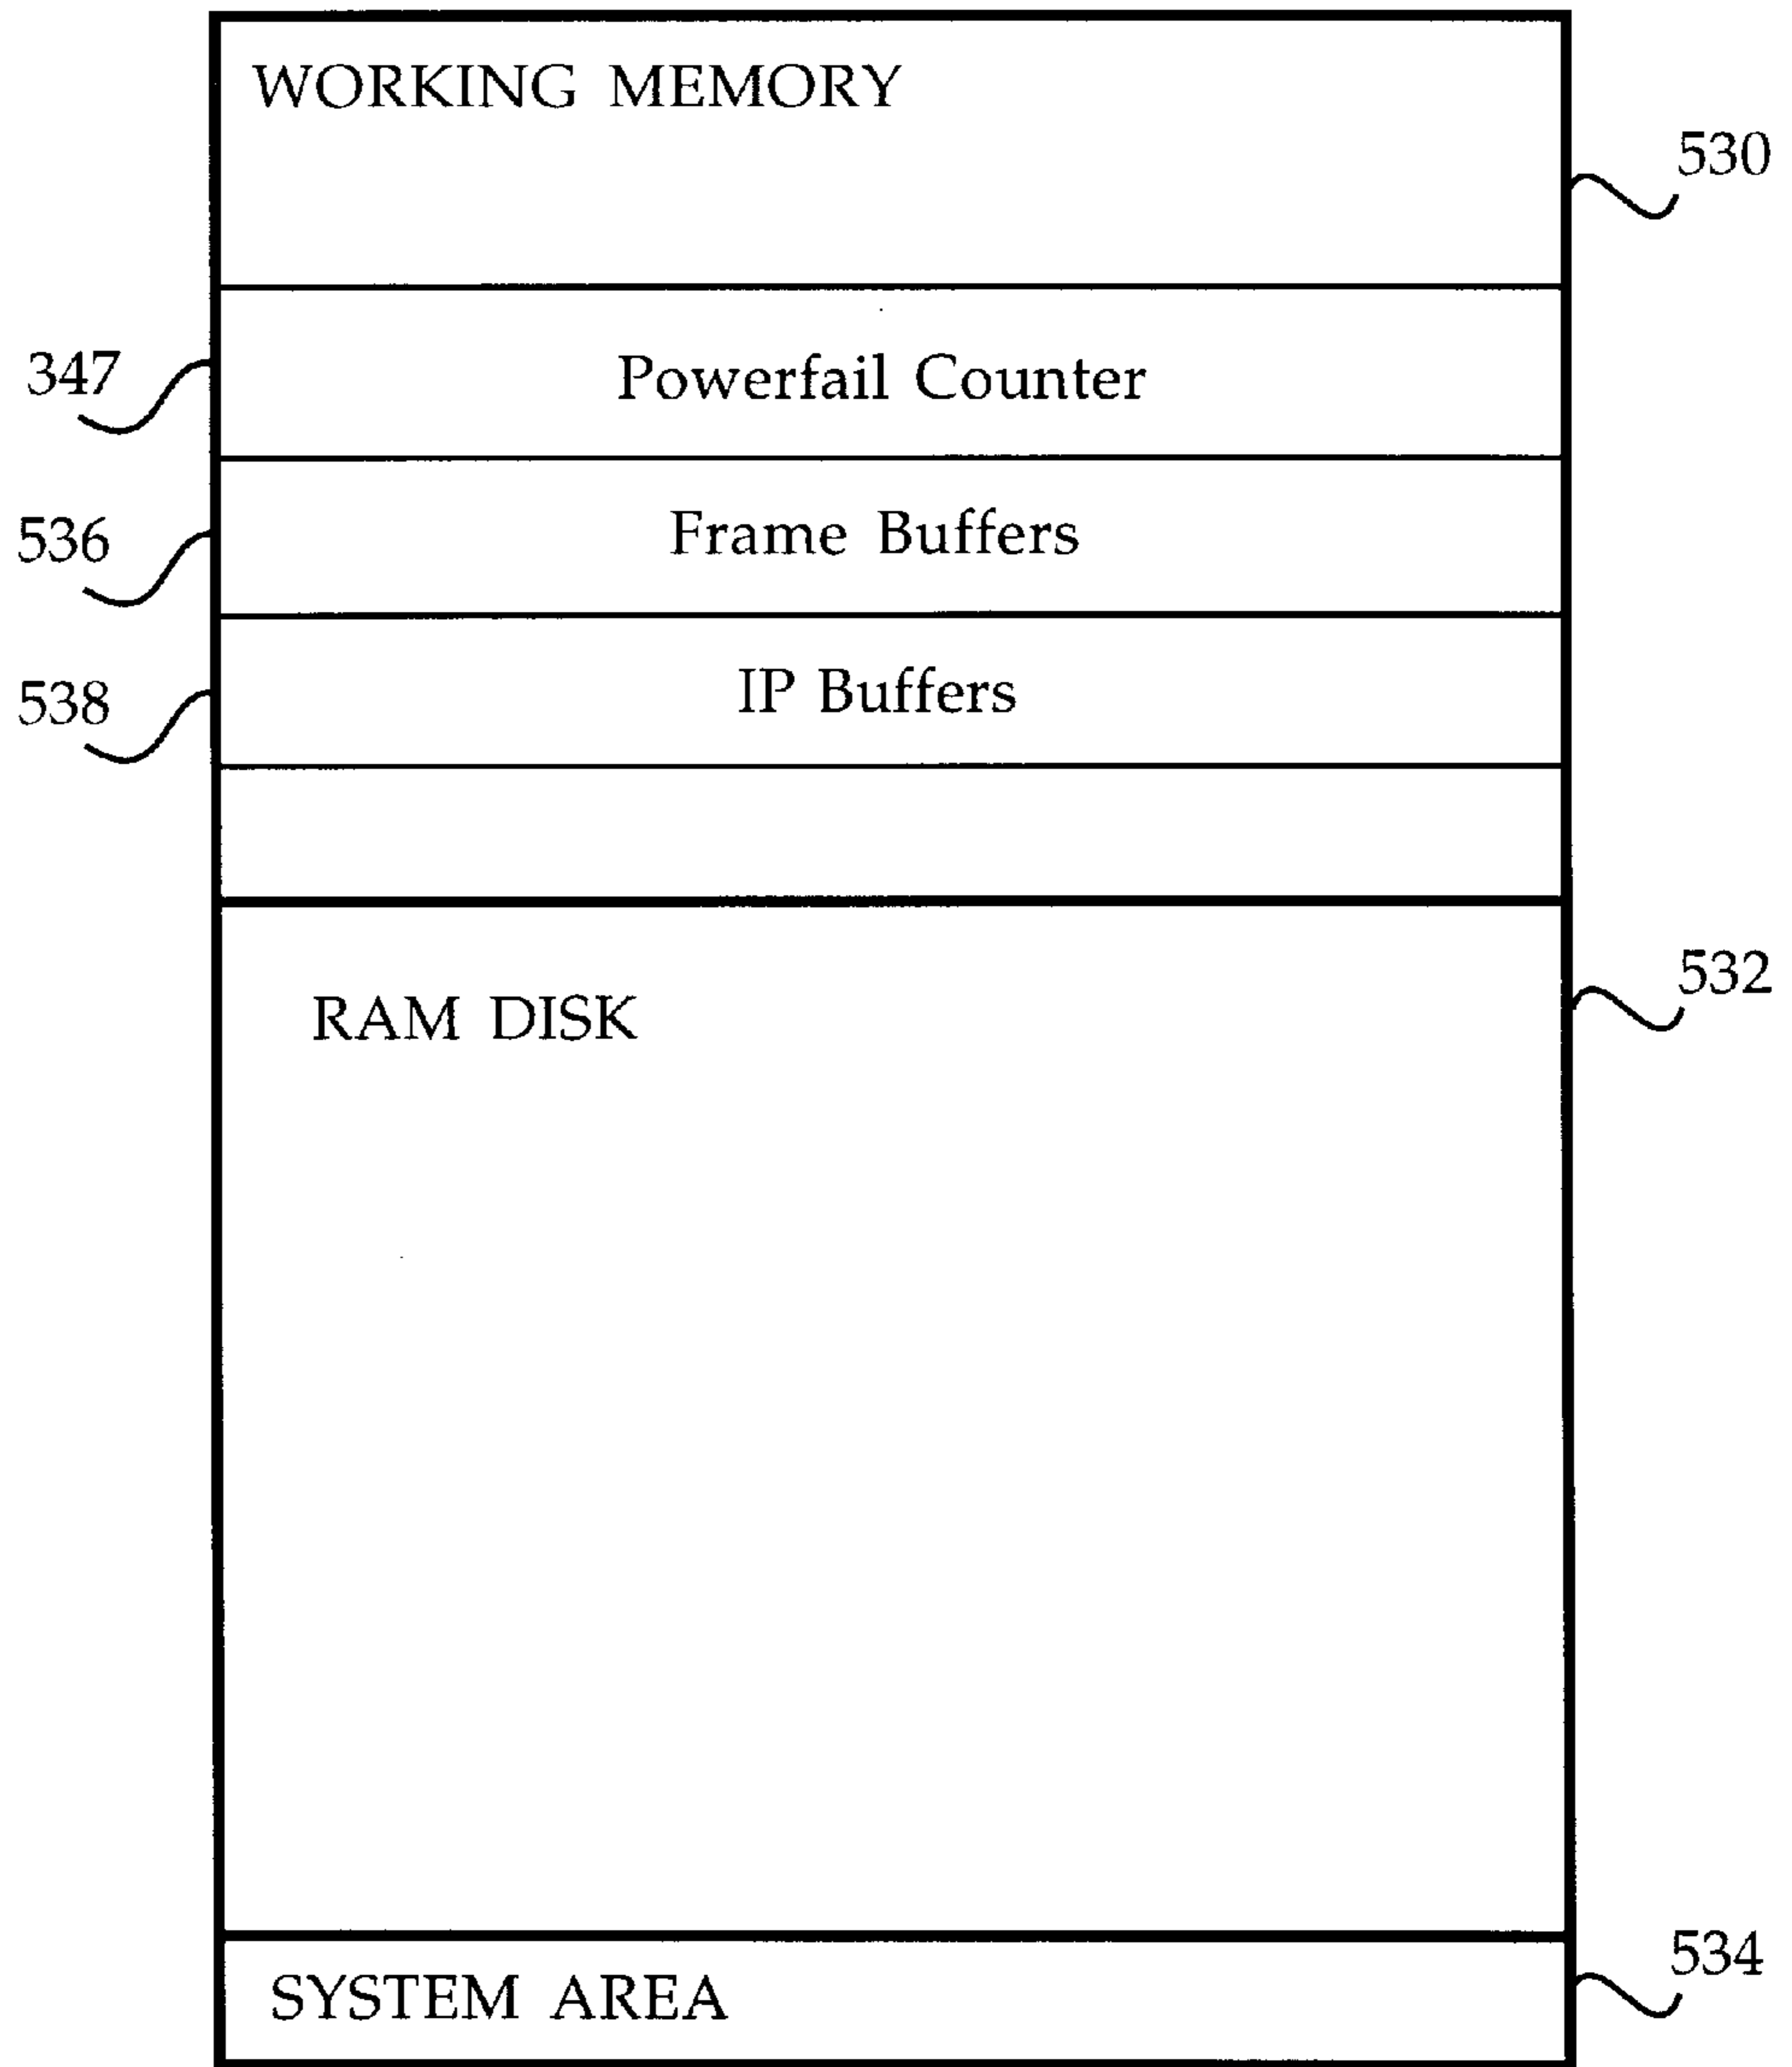 WORKING MEMORY
530
347
Powerfail Counter
536
Frame Buffers
538
IP Buffers
532
RAM DISK
534
SYSTEM AREA